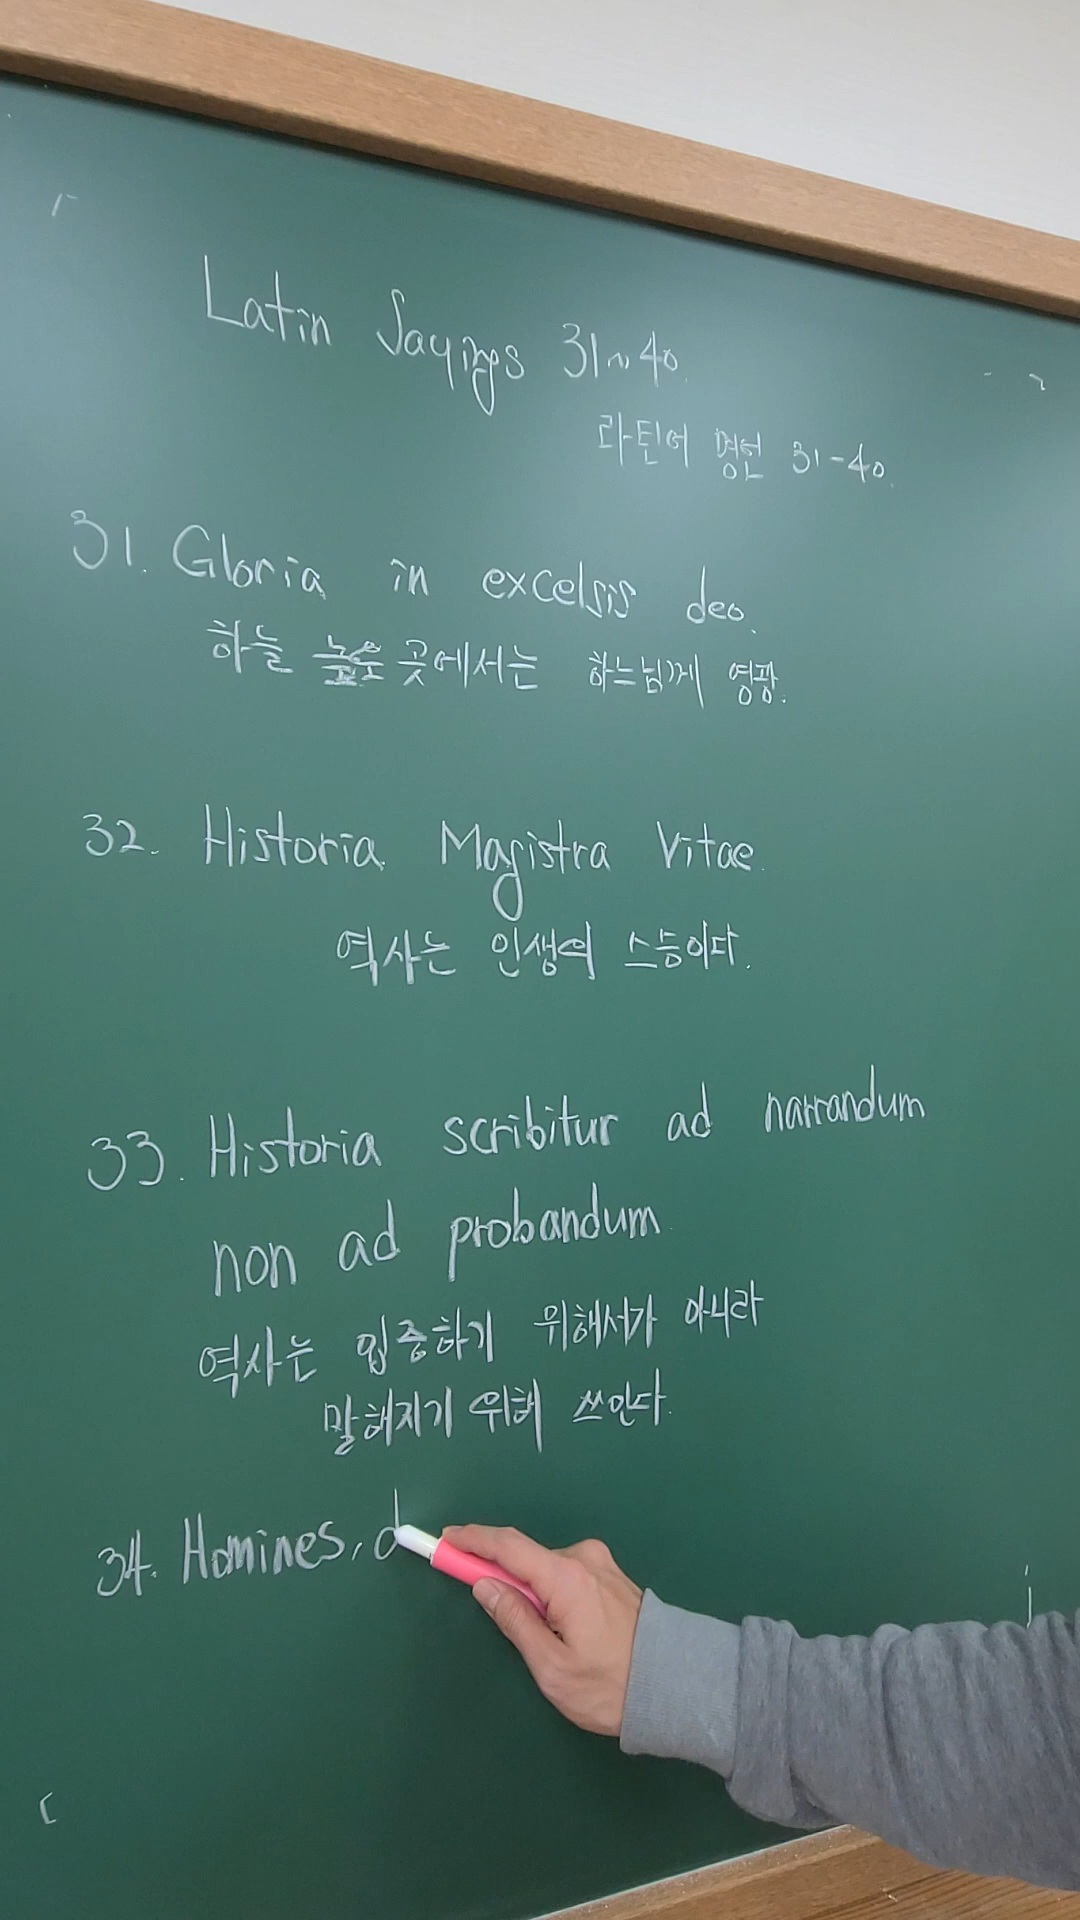 Latin Sayings 31~40.
라틴어 명언 31-40.
31. Gloria in excelsis deo.
하늘 높은 곳에서는 하느님께 영광.
32. Historia Magistra Vitae.
역사는 인생의 스승이다.
33. Historia scribitur ad narrandum
non ad probandum.
역사는 입증하기 위해서가 아니라
말해지기 위해 쓰인다.
34. Homines, d